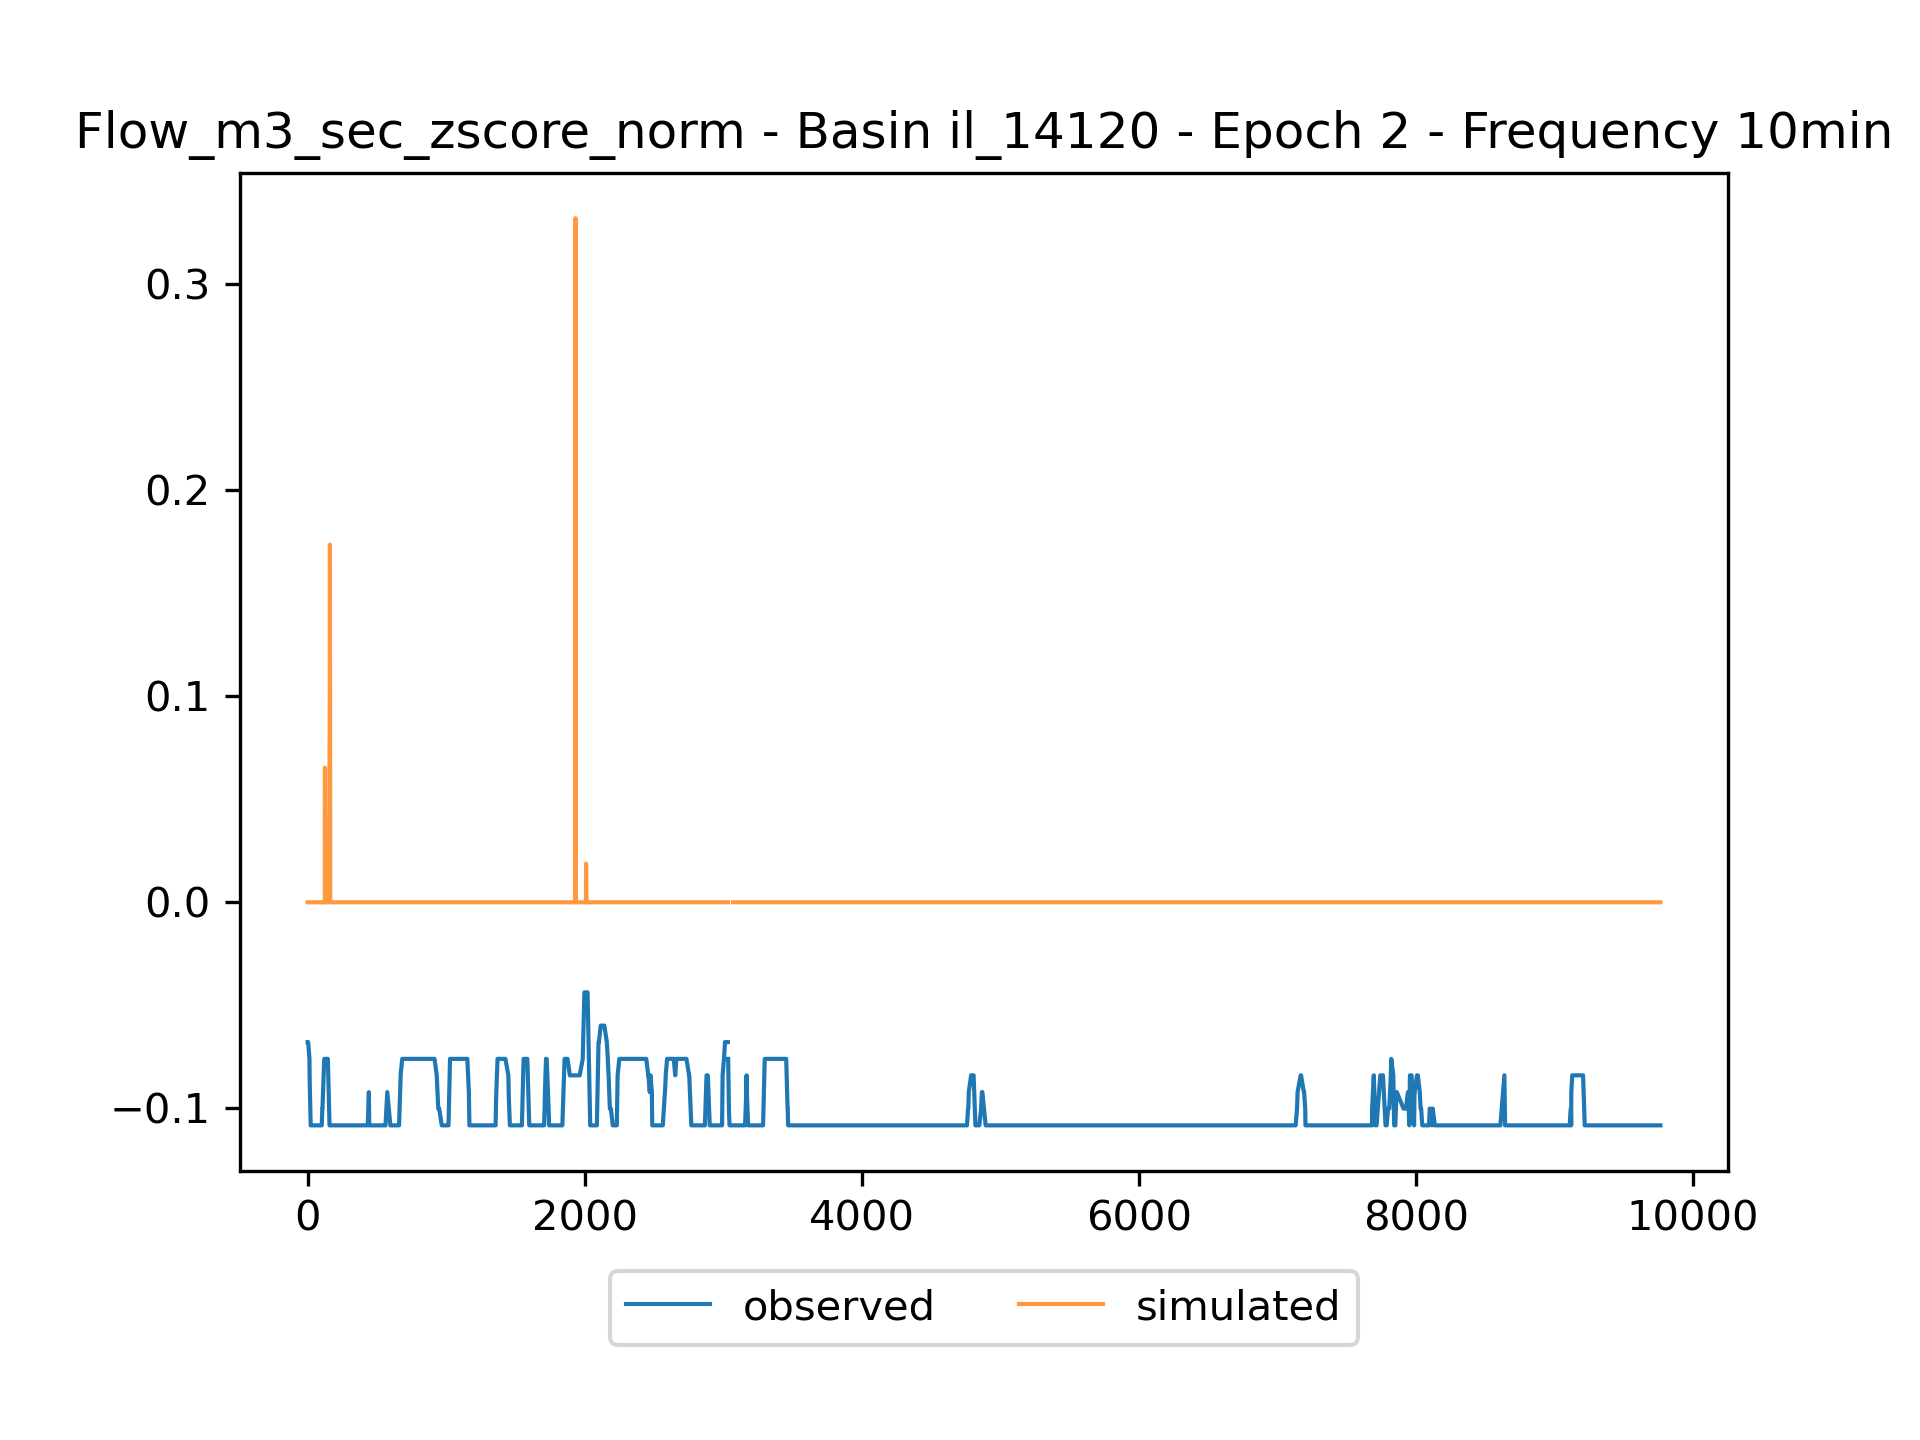 Flow_m3_sec_zscore_norm - Basin il_14120 - Epoch 2 - Frequency 10min
0.3
0.2
0.1
0.0
−0.1
0 2000 4000 6000 8000 10000
observed simulated